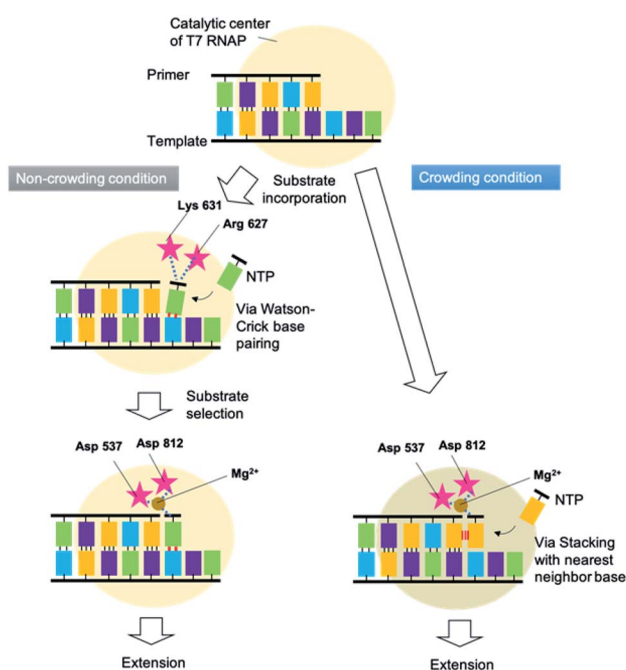 Catalytic center
of T7 RNAP
Primer
Template
Non-crowding condition
Substrate
incorporation
Crowding condition
Lys 631
Arg 627
NTP
Via Watson-
Crick base
pairing
Substrate
selection
Asp 537
Asp 812
Mg²⁺
Asp 537
Asp 812
Mg²⁺
NTP
Via Stacking
with nearest
neighbor base
Extension
Extension